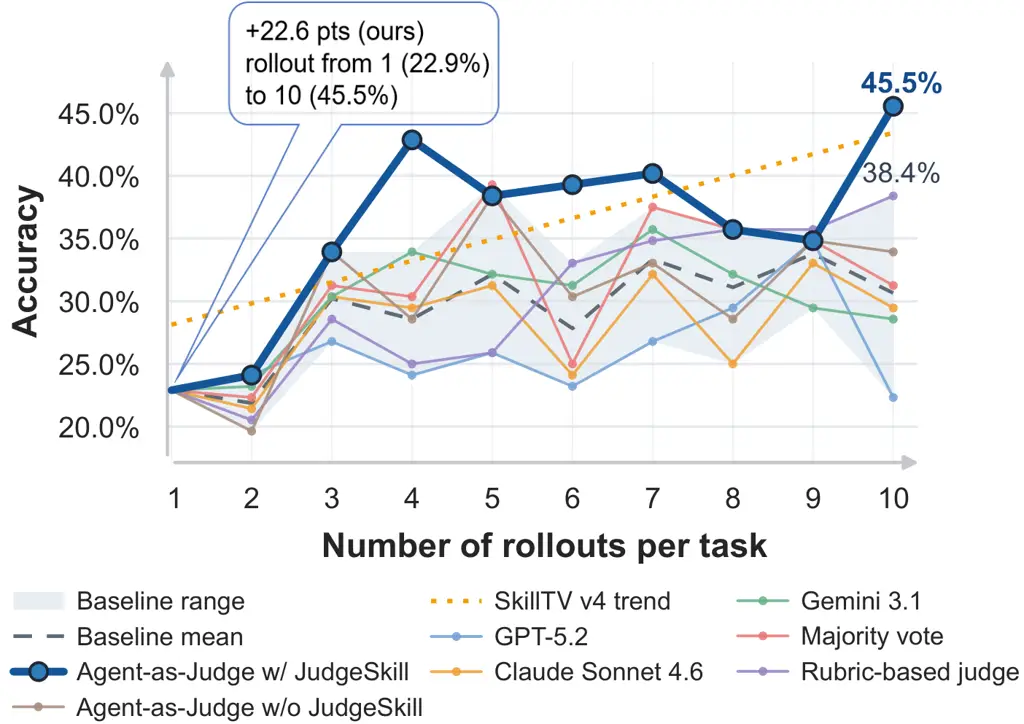 +22.6 pts (ours)
rollout from 1 (22.9%)
to 10 (45.5%)
45.5%
38.4%
45.0%
40.0%
35.0%
30.0%
25.0%
20.0%
Accuracy
1 2 3 4 5 6 7 8 9 10
Number of rollouts per task
Baseline range
Baseline mean
Agent-as-Judge w/ JudgeSkill
Agent-as-Judge w/o JudgeSkill
SkillTV v4 trend
GPT-5.2
Claude Sonnet 4.6
Gemini 3.1
Majority vote
Rubric-based judge